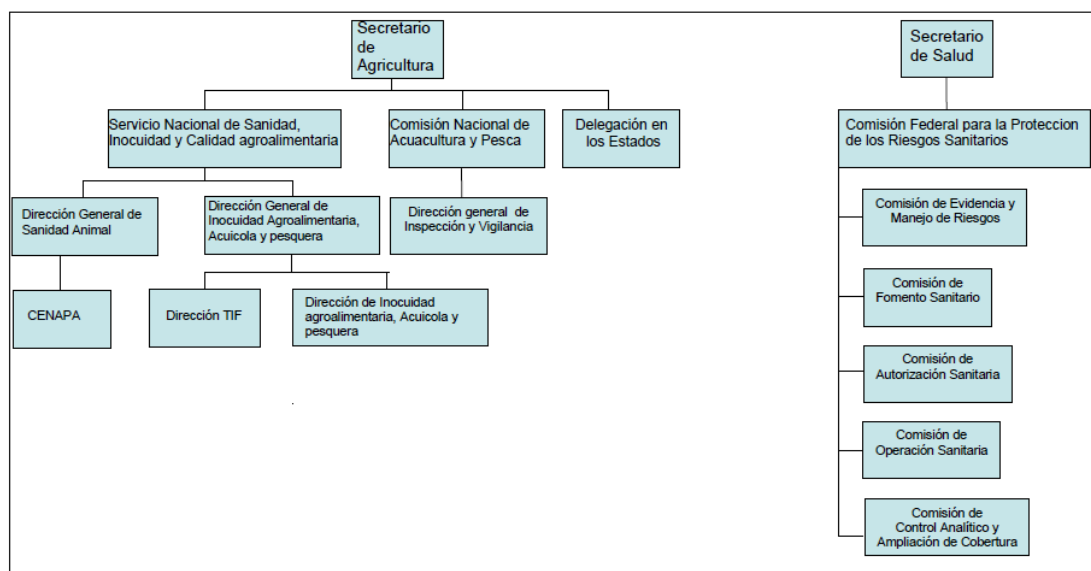 Secretario
de
Agricultura
Secretario
de Salud
Servicio Nacional de Sanidad,
Inocuidad y Calidad agroalimentaria
Comisión Nacional de
Acuacultura y Pesca
Delegación en
los Estados
Comisión Federal para la Proteccion
de los Riesgos Sanitarios
Dirección General de
Sanidad Animal
Dirección General de
Inocuidad Agroalimentaria,
Acuicola y pesquera
Dirección general de
Inspección y Vigilancia
CENAPA
Dirección TIF
Dirección de Inocuidad
agroalimentaria, Acuicola y
pesquera
Comisión de Evidencia y
Manejo de Riesgos
Comisión de
Fomento Sanitario
Comisión de
Autorización Sanitaria
Comisión de
Operación Sanitaria
Comisión de
Control Analítico y
Ampliación de Cobertura